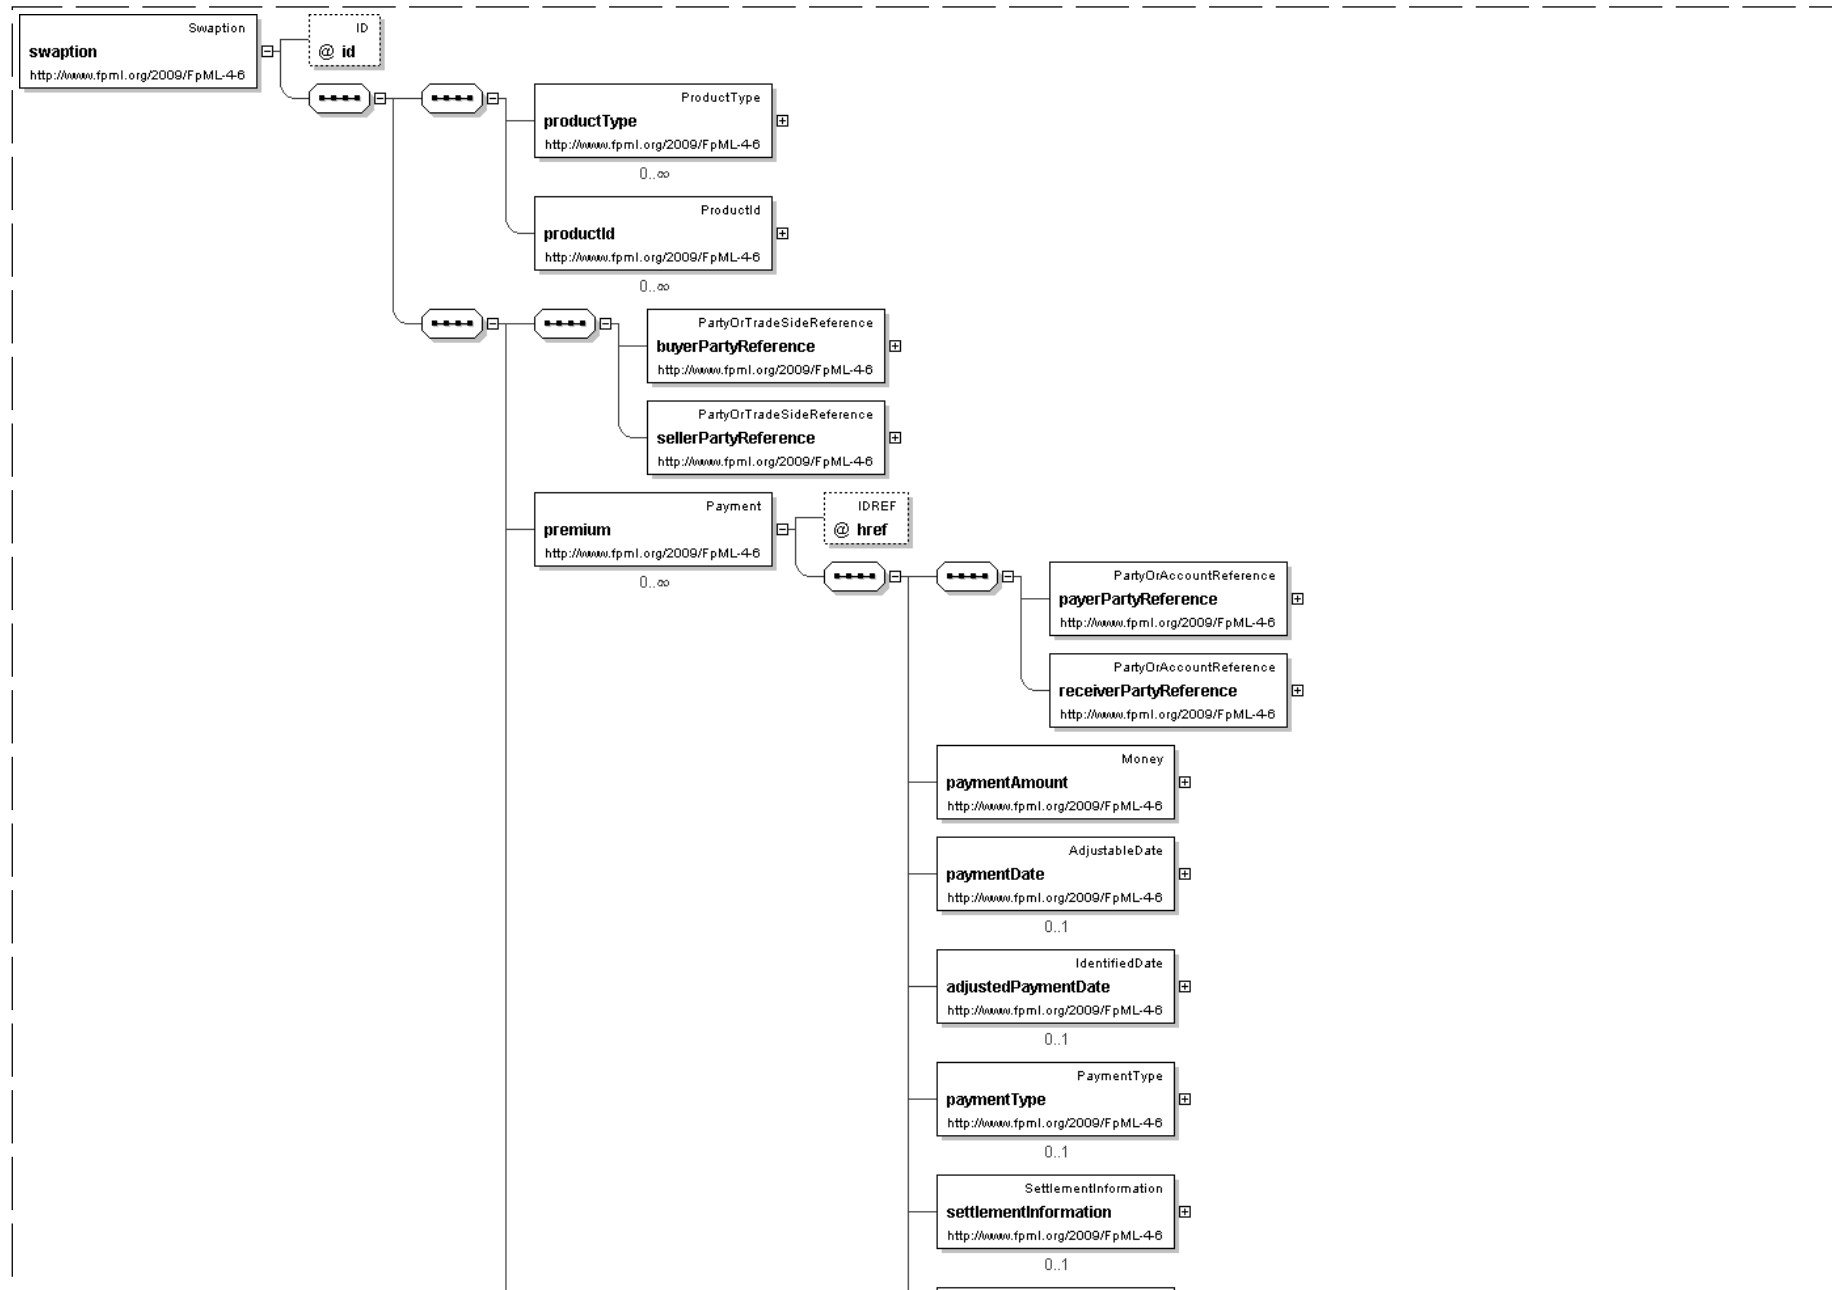 Swaption
swaption
http://www.fpml.org/2009/FpML-4-6
ID
@ id
ProductType
productType
http://www.fpml.org/2009/FpML-4-6
0..∞
ProductId
productId
http://www.fpml.org/2009/FpML-4-6
0..∞
PartyOrTradeSideReference
buyerPartyReference
http://www.fpml.org/2009/FpML-4-6
PartyOrTradeSideReference
sellerPartyReference
http://www.fpml.org/2009/FpML-4-6
Payment
premium
http://www.fpml.org/2009/FpML-4-6
0..∞
IDREF
@ href
PartyOrAccountReference
payerPartyReference
http://www.fpml.org/2009/FpML-4-6
PartyOrAccountReference
receiverPartyReference
http://www.fpml.org/2009/FpML-4-6
Money
paymentAmount
http://www.fpml.org/2009/FpML-4-6
AdjustableDate
paymentDate
http://www.fpml.org/2009/FpML-4-6
0..1
IdentifiedDate
adjustedPaymentDate
http://www.fpml.org/2009/FpML-4-6
0..1
PaymentType
paymentType
http://www.fpml.org/2009/FpML-4-6
0..1
SettlementInformation
settlementInformation
http://www.fpml.org/2009/FpML-4-6
0..1